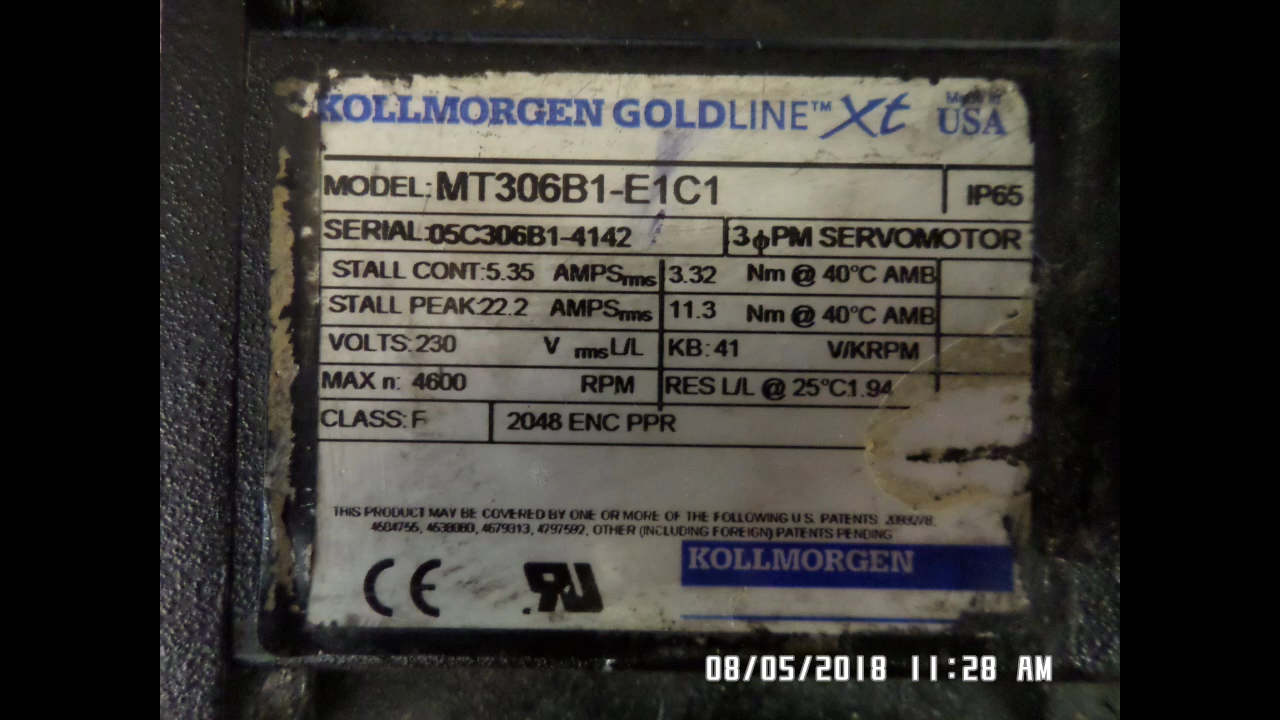 KOLLMORGEN GOLDLINE™ Xt Made in USA
MODEL: MT306B1-E1C1 IP65
SERIAL: 05C306B1-4142 3ϕPM SERVOMOTOR
STALL CONT: 5.35 AMPSrms 3.32 Nm @ 40°C AMB
STALL PEAK: 22.2 AMPSrms 11.3 Nm @ 40°C AMB
VOLTS: 230 V rmsL/L KB: 41 V/KRPM
MAX n: 4600 RPM RES L/L @ 25°C 1.94
CLASS: F 2048 ENC PPR
THIS PRODUCT MAY BE COVERED BY ONE OR MORE OF THE FOLLOWING U.S. PATENTS
4679313, 4797592, OTHER (INCLUDING FOREIGN) PATENTS PENDING
KOLLMORGEN
CE RU
08/05/2018 11:28 AM